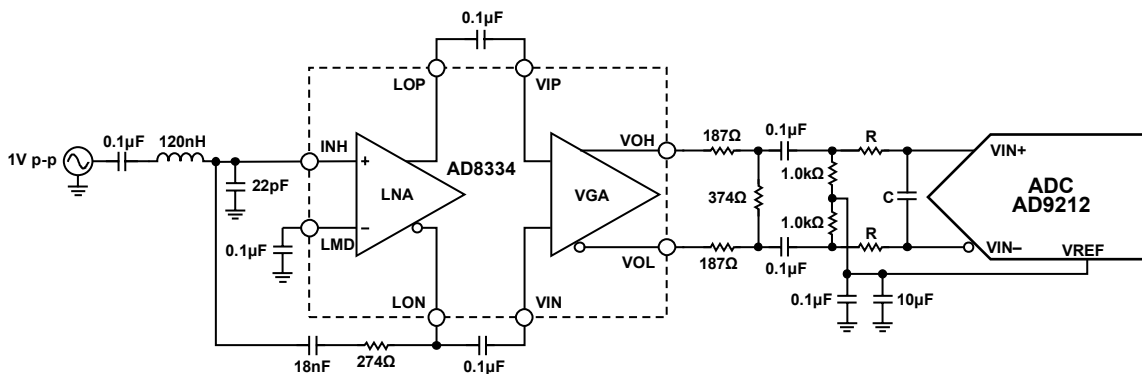 0.1µF
LOP
VIP
0.1µF
120nH
1V p-p
INH
22pF
+
LNA
–
LMD
0.1µF
AD8334
VGA
VOH
VOL
187Ω
187Ω
0.1µF
0.1µF
374Ω
1.0kΩ
1.0kΩ
R
R
C
VIN+
ADC
AD9212
VIN–
VREF
0.1µF
10µF
LON
VIN
18nF
274Ω
0.1µF